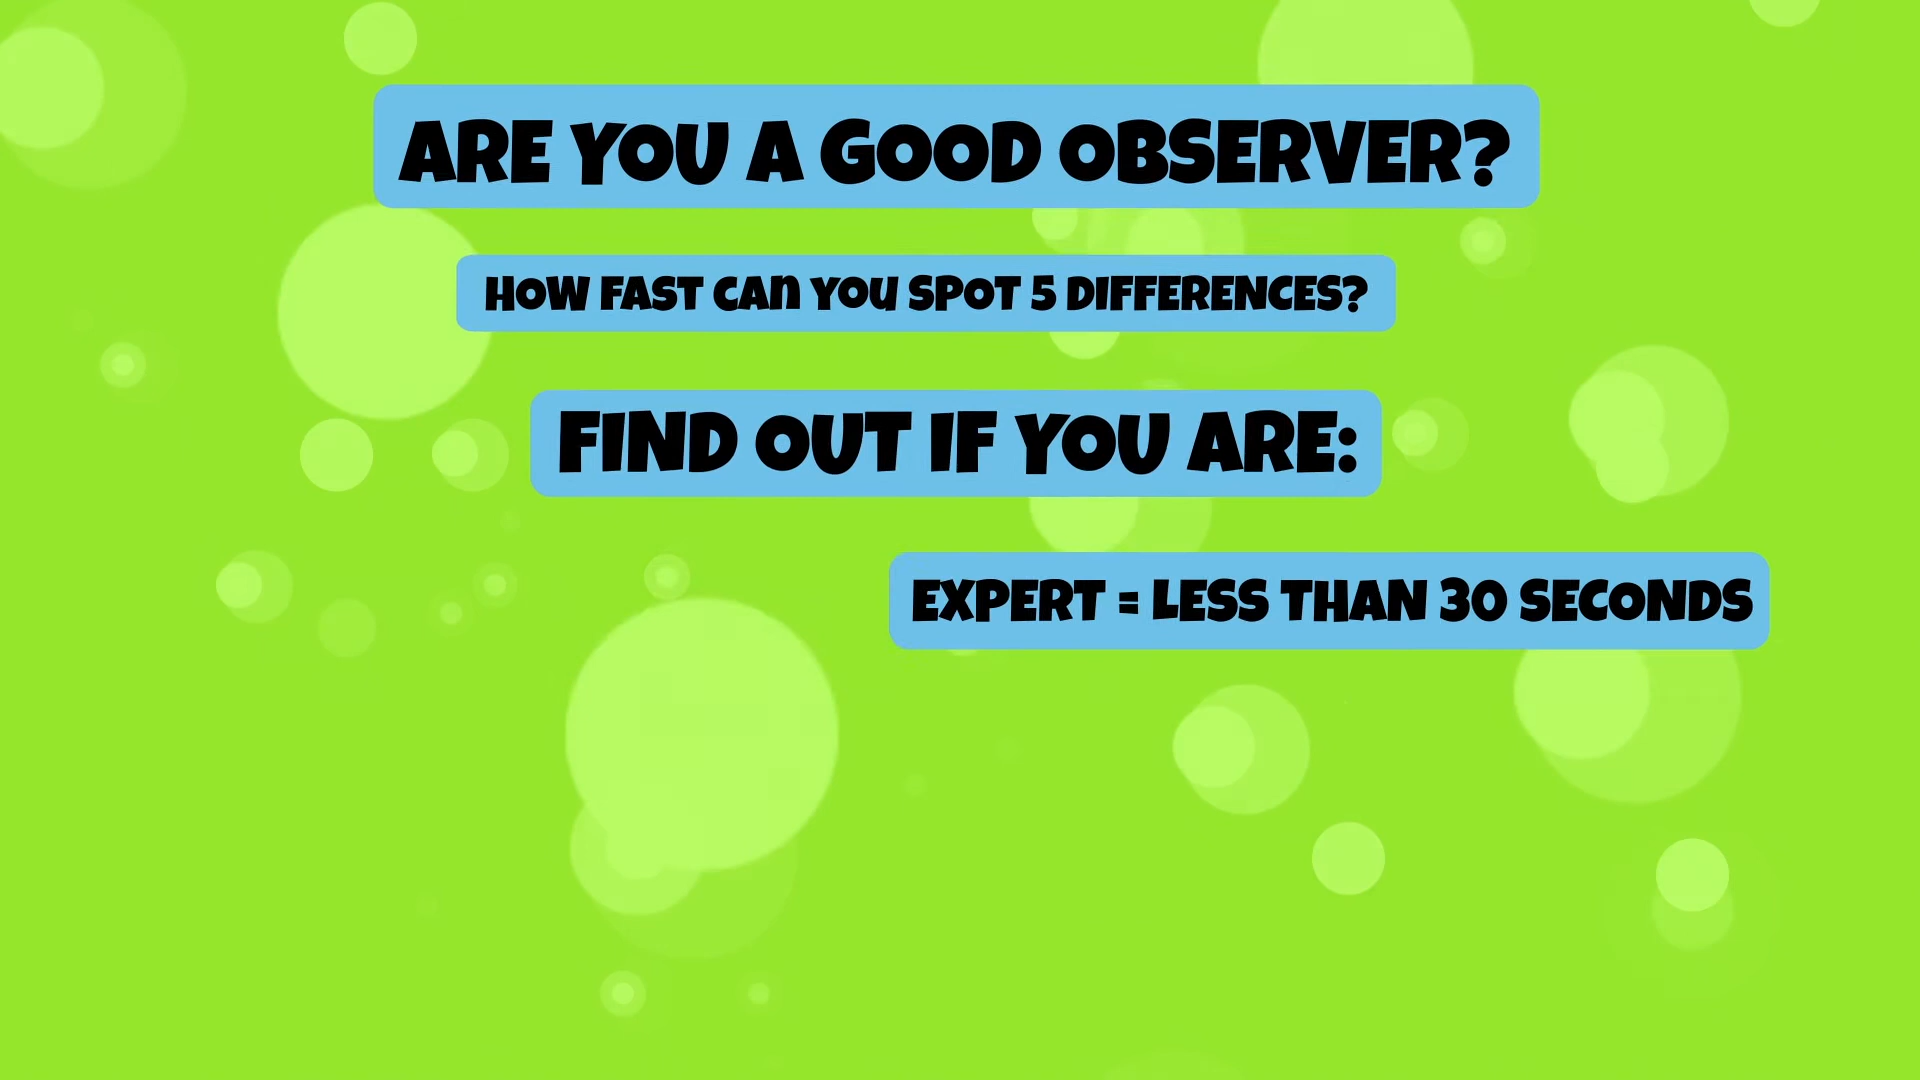 ARE YOU A GOOD OBSERVER?
HOW FAST CAN YOU SPOT 5 DIFFERENCES?
FIND OUT IF YOU ARE:
EXPERT = LESS THAN 30 SECONDS